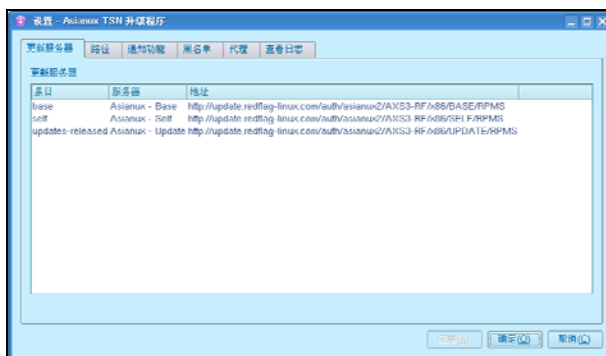 设置 - Asianux TSN 升级程序
更新服务器 路径 通知功能 黑名单 代理 查看日志
更新服务器
条目 服务器 地址
base Asianux - Base http://update.redflag-linux.com/auth/asianux2/AXS3-RF/x86/BASE/RPMS
self Asianux - Self http://update.redflag-linux.com/auth/asianux2/AXS3-RF/x86/SELF/RPMS
updates-released Asianux - Update http://update.redflag-linux.com/auth/asianux2/AXS3-RF/x86/UPDATE/RPMS
应用(A) 确定(O) 取消(C)